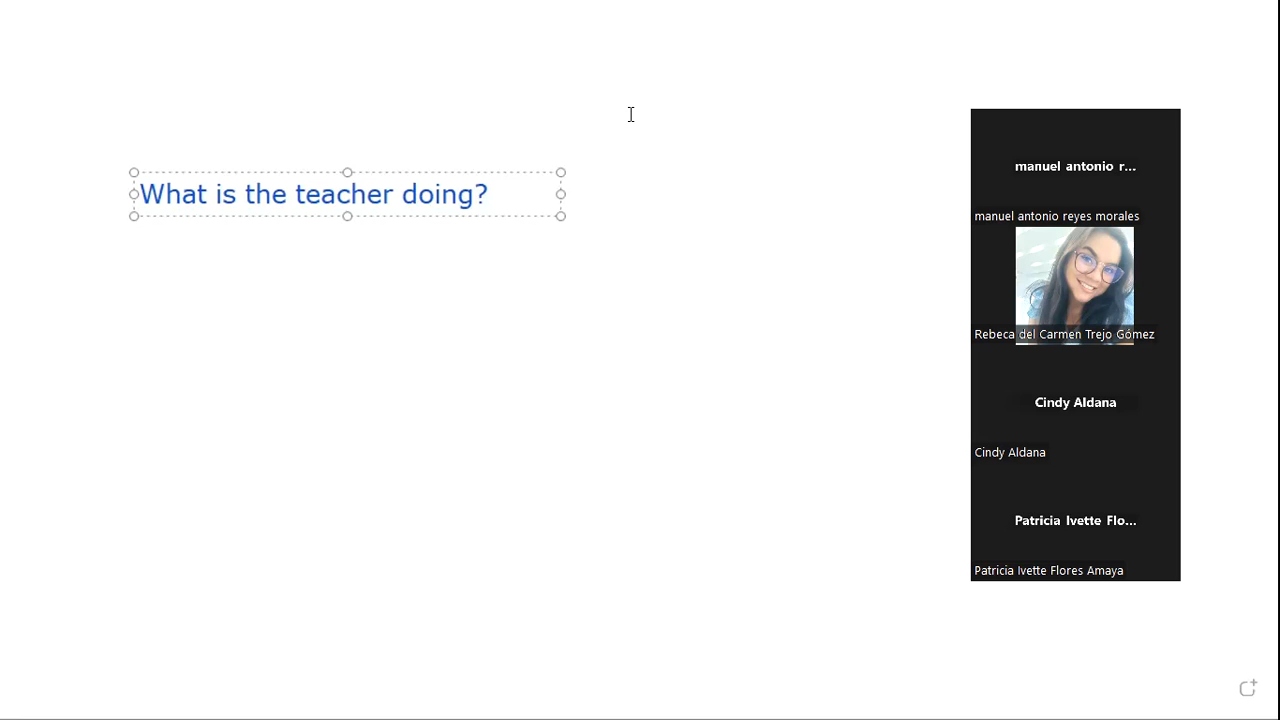 What is the teacher doing?
manuel antonio r...
manuel antonio reyes morales
Rebeca del Carmen Trejo Gómez
Cindy Aldana
Cindy Aldana
Patricia Ivette Flo...
Patricia Ivette Flores Amaya